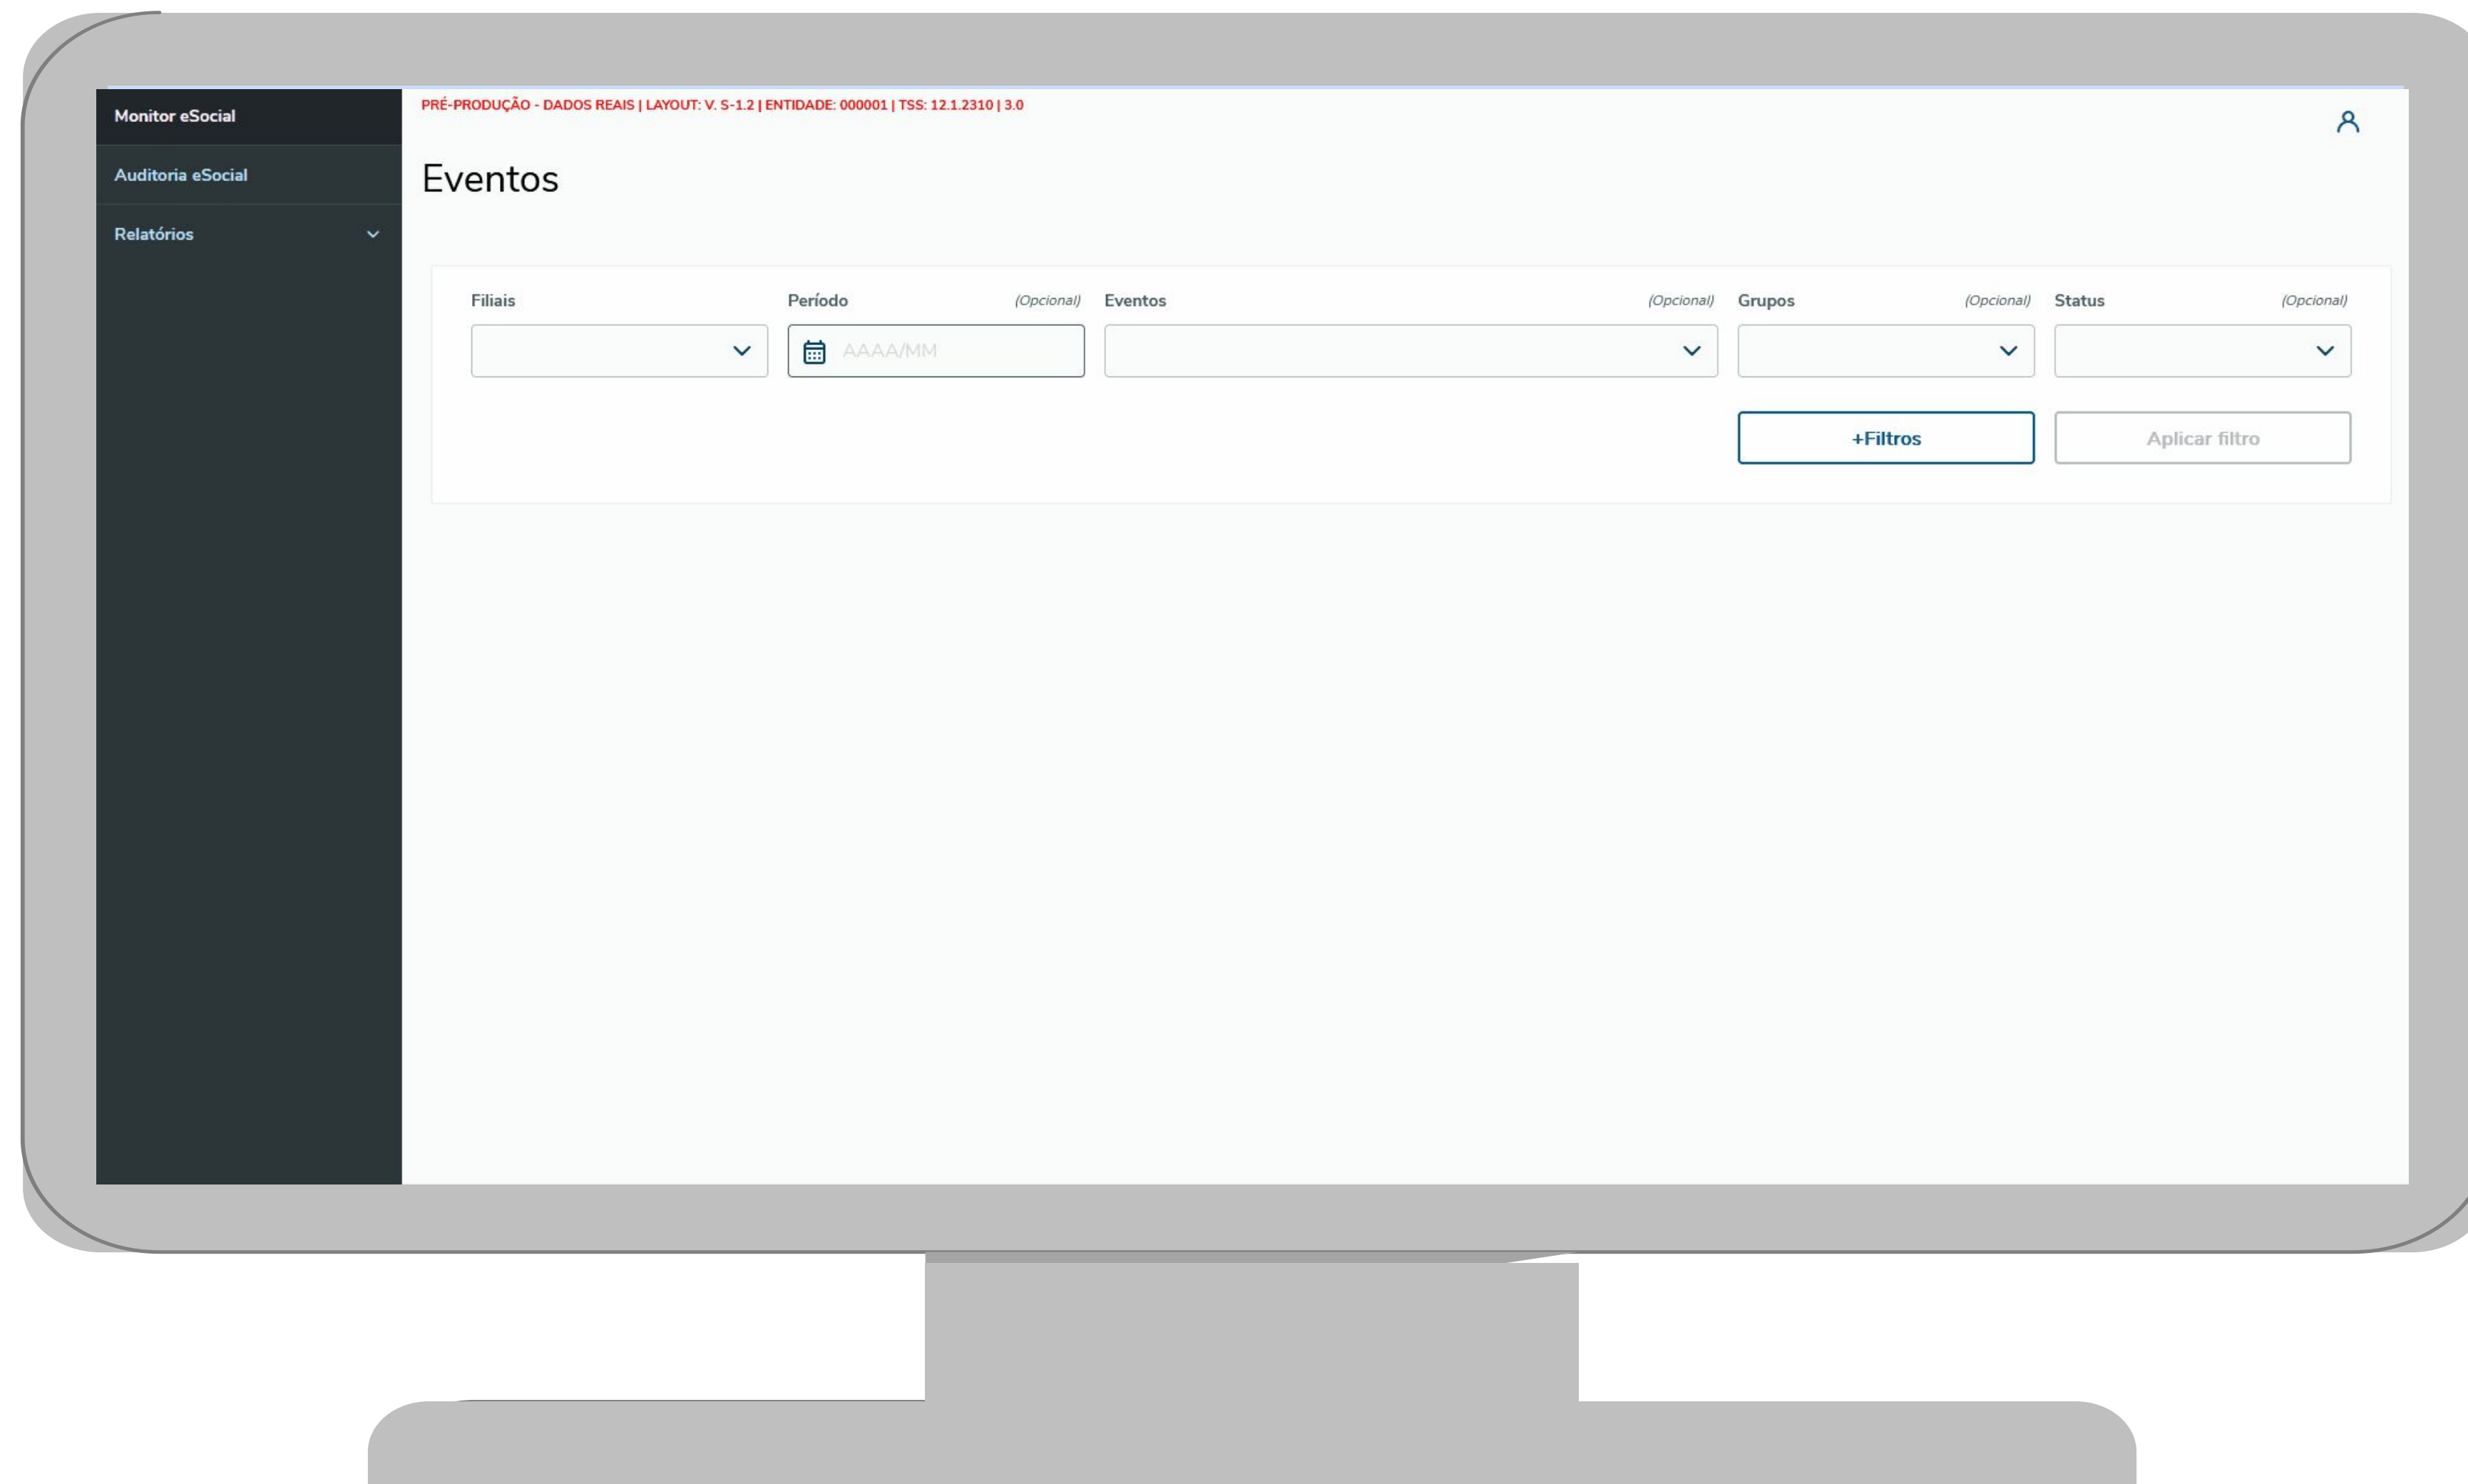 Monitor eSocial
Auditoria eSocial
Relatórios
PRÉ-PRODUÇÃO - DADOS REAIS | LAYOUT: V. S-1.2 | ENTIDADE: 000001 | TSS: 12.1.2310 | 3.0
Eventos
Filiais Período (Opcional) Eventos (Opcional) Grupos (Opcional) Status (Opcional)
AAAA/MM
+Filtros Aplicar filtro